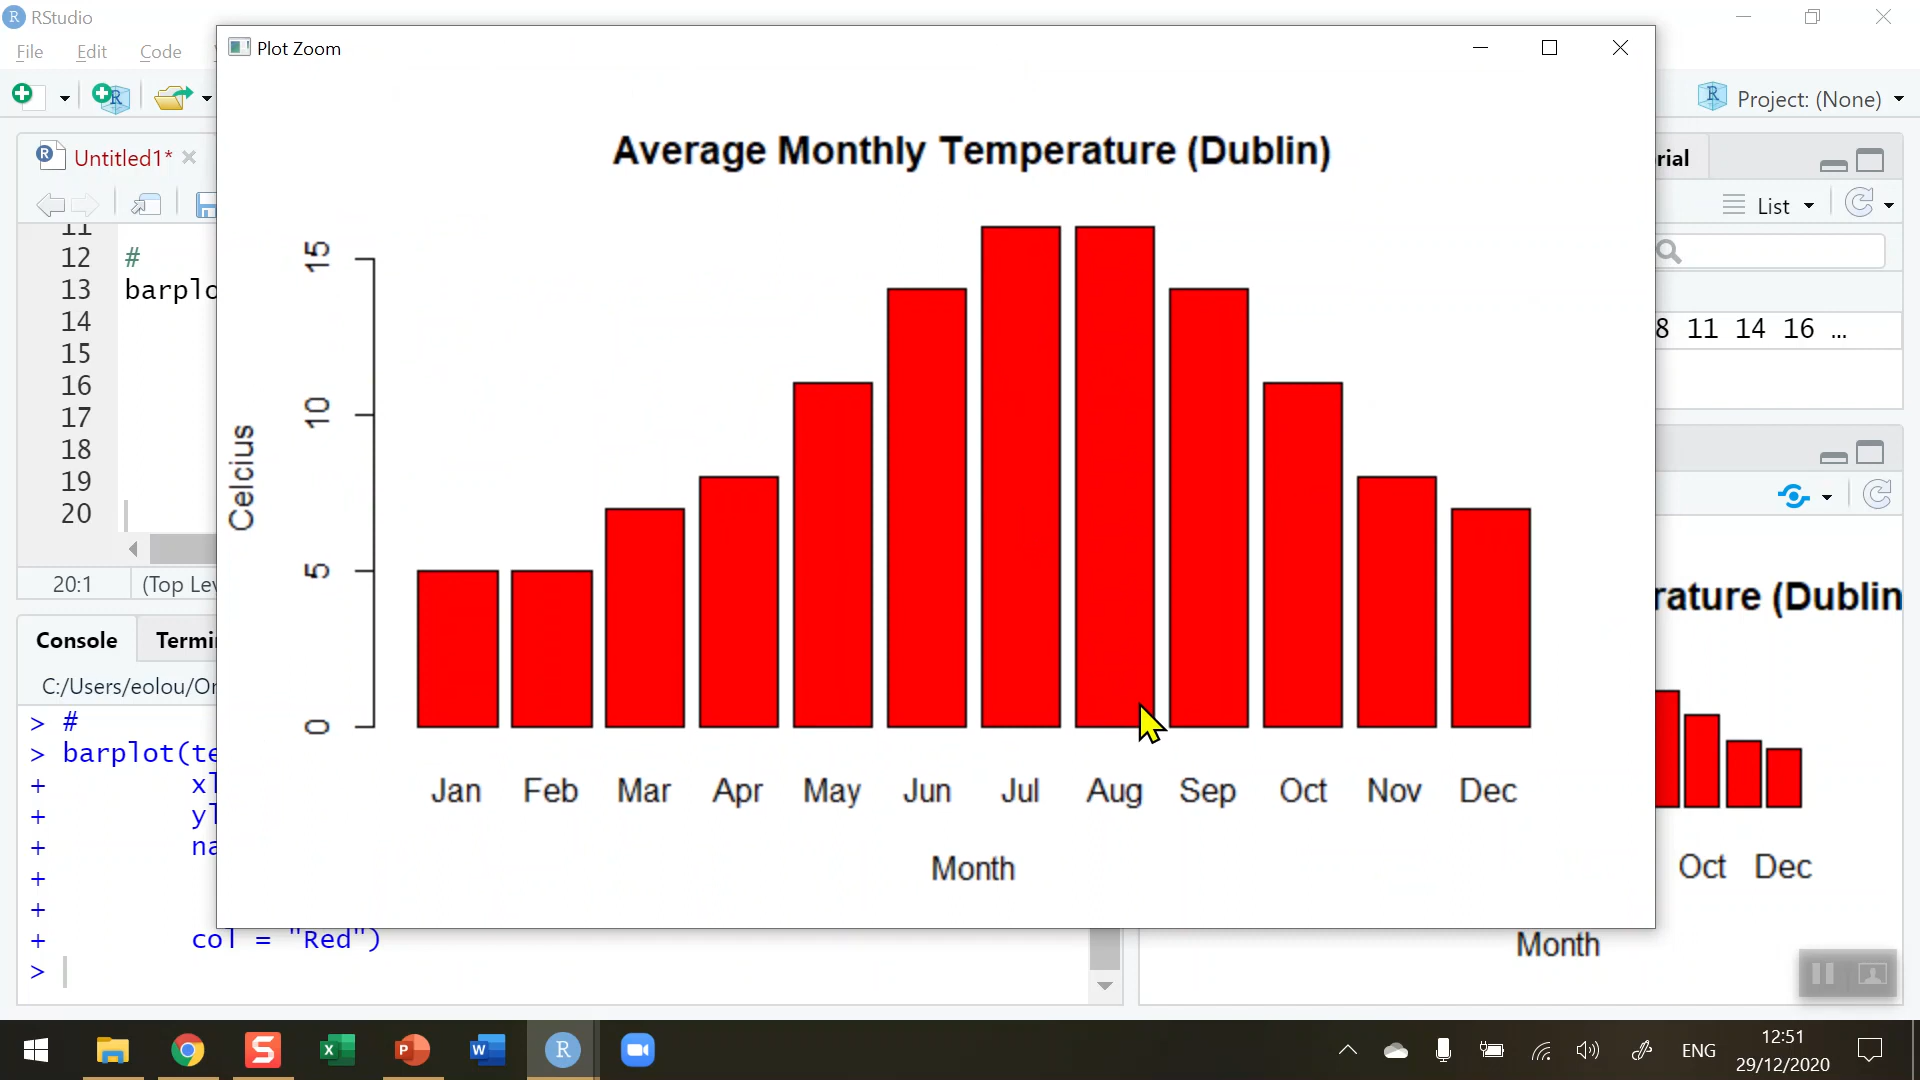 RStudio
File Edit Code
Plot Zoom
Project: (None)
Untitled1*
rial
List
11
12 #
13 barplo
14
15
16
17
18
19
20
20:1 (Top Lev
8 11 14 16 ...
Average Monthly Temperature (Dublin)
Celcius
15
10
5
0
Jan Feb Mar Apr May Jun Jul Aug Sep Oct Nov Dec
Month
Console Termi
C:/Users/eolou/Or
> #
> barplot(te
+ xl
+ yl
+ na
+
+
+ col = "Red")
>
rature (Dublin
Oct Dec
Month
ENG
12:51
29/12/2020